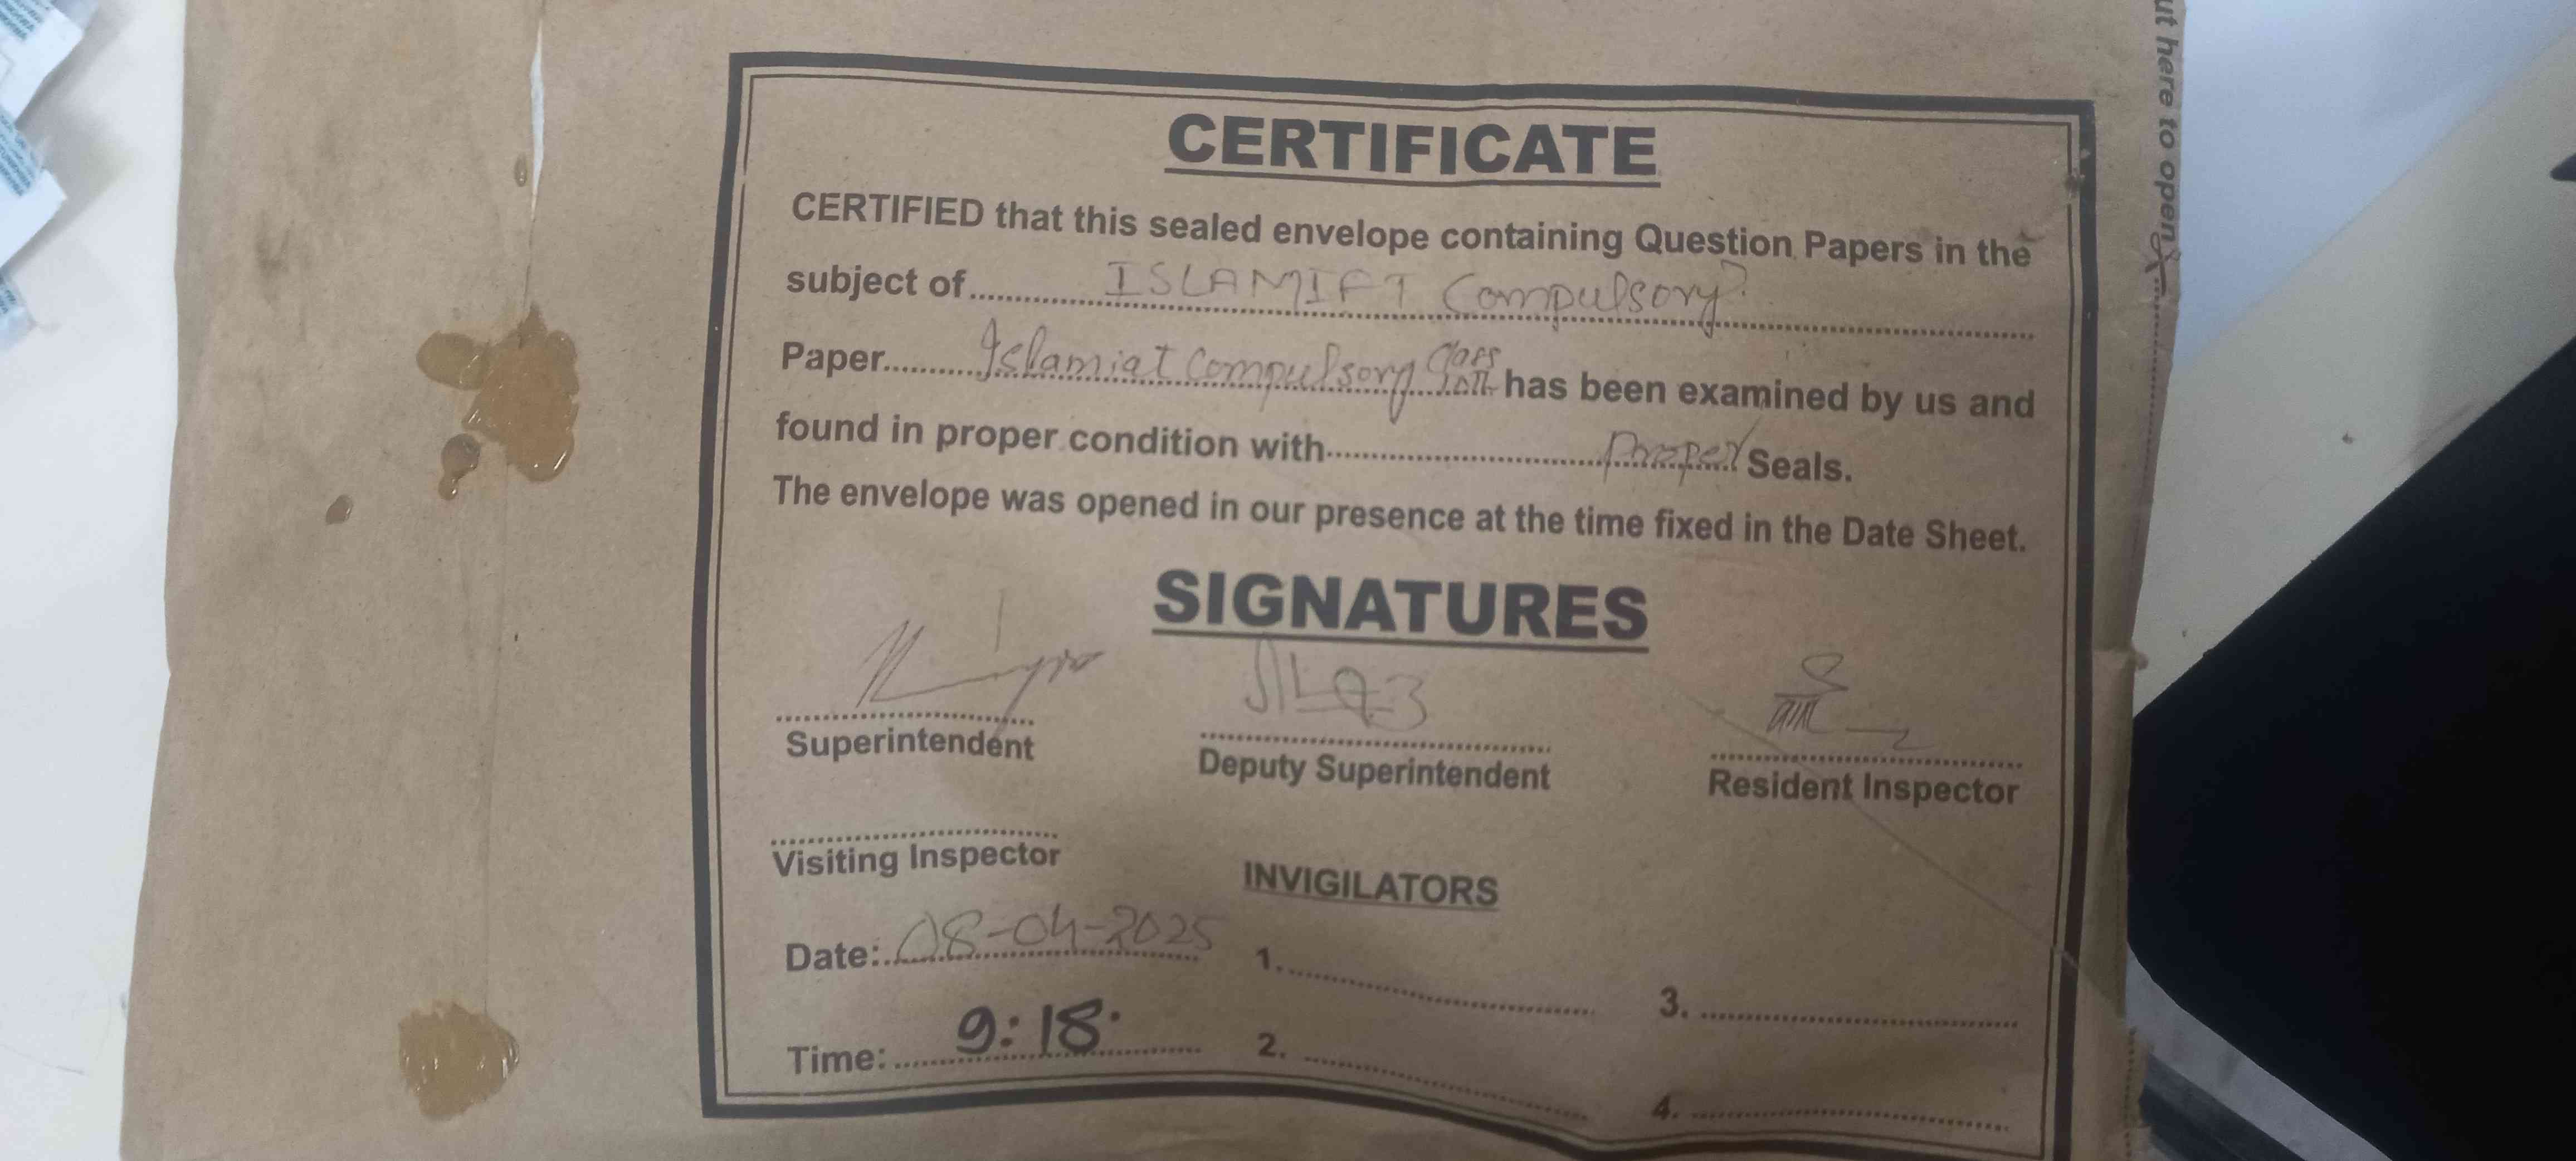 CERTIFICATE
CERTIFIED that this sealed envelope containing Question Papers in the
subject of ISLAMIAT Compulsory
Paper Islamiat Compulsory Class 10th has been examined by us and
found in proper condition with Proper Seals.
The envelope was opened in our presence at the time fixed in the Date Sheet.
SIGNATURES
Superintendent Deputy Superintendent Resident Inspector
Visiting Inspector
INVIGILATORS
Date: 08-04-2025 1. 3.
Time: 9:18 2. 4.
ut here to open